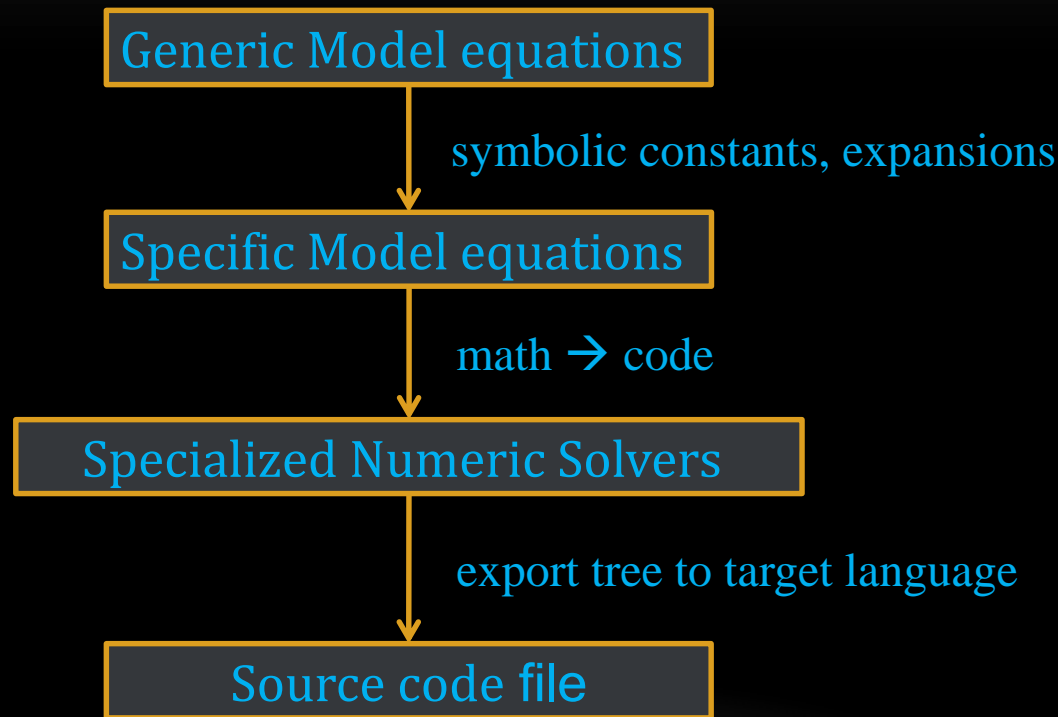 Generic Model equations
symbolic constants, expansions
Specific Model equations
math → code
Specialized Numeric Solvers
export tree to target language
Source code file